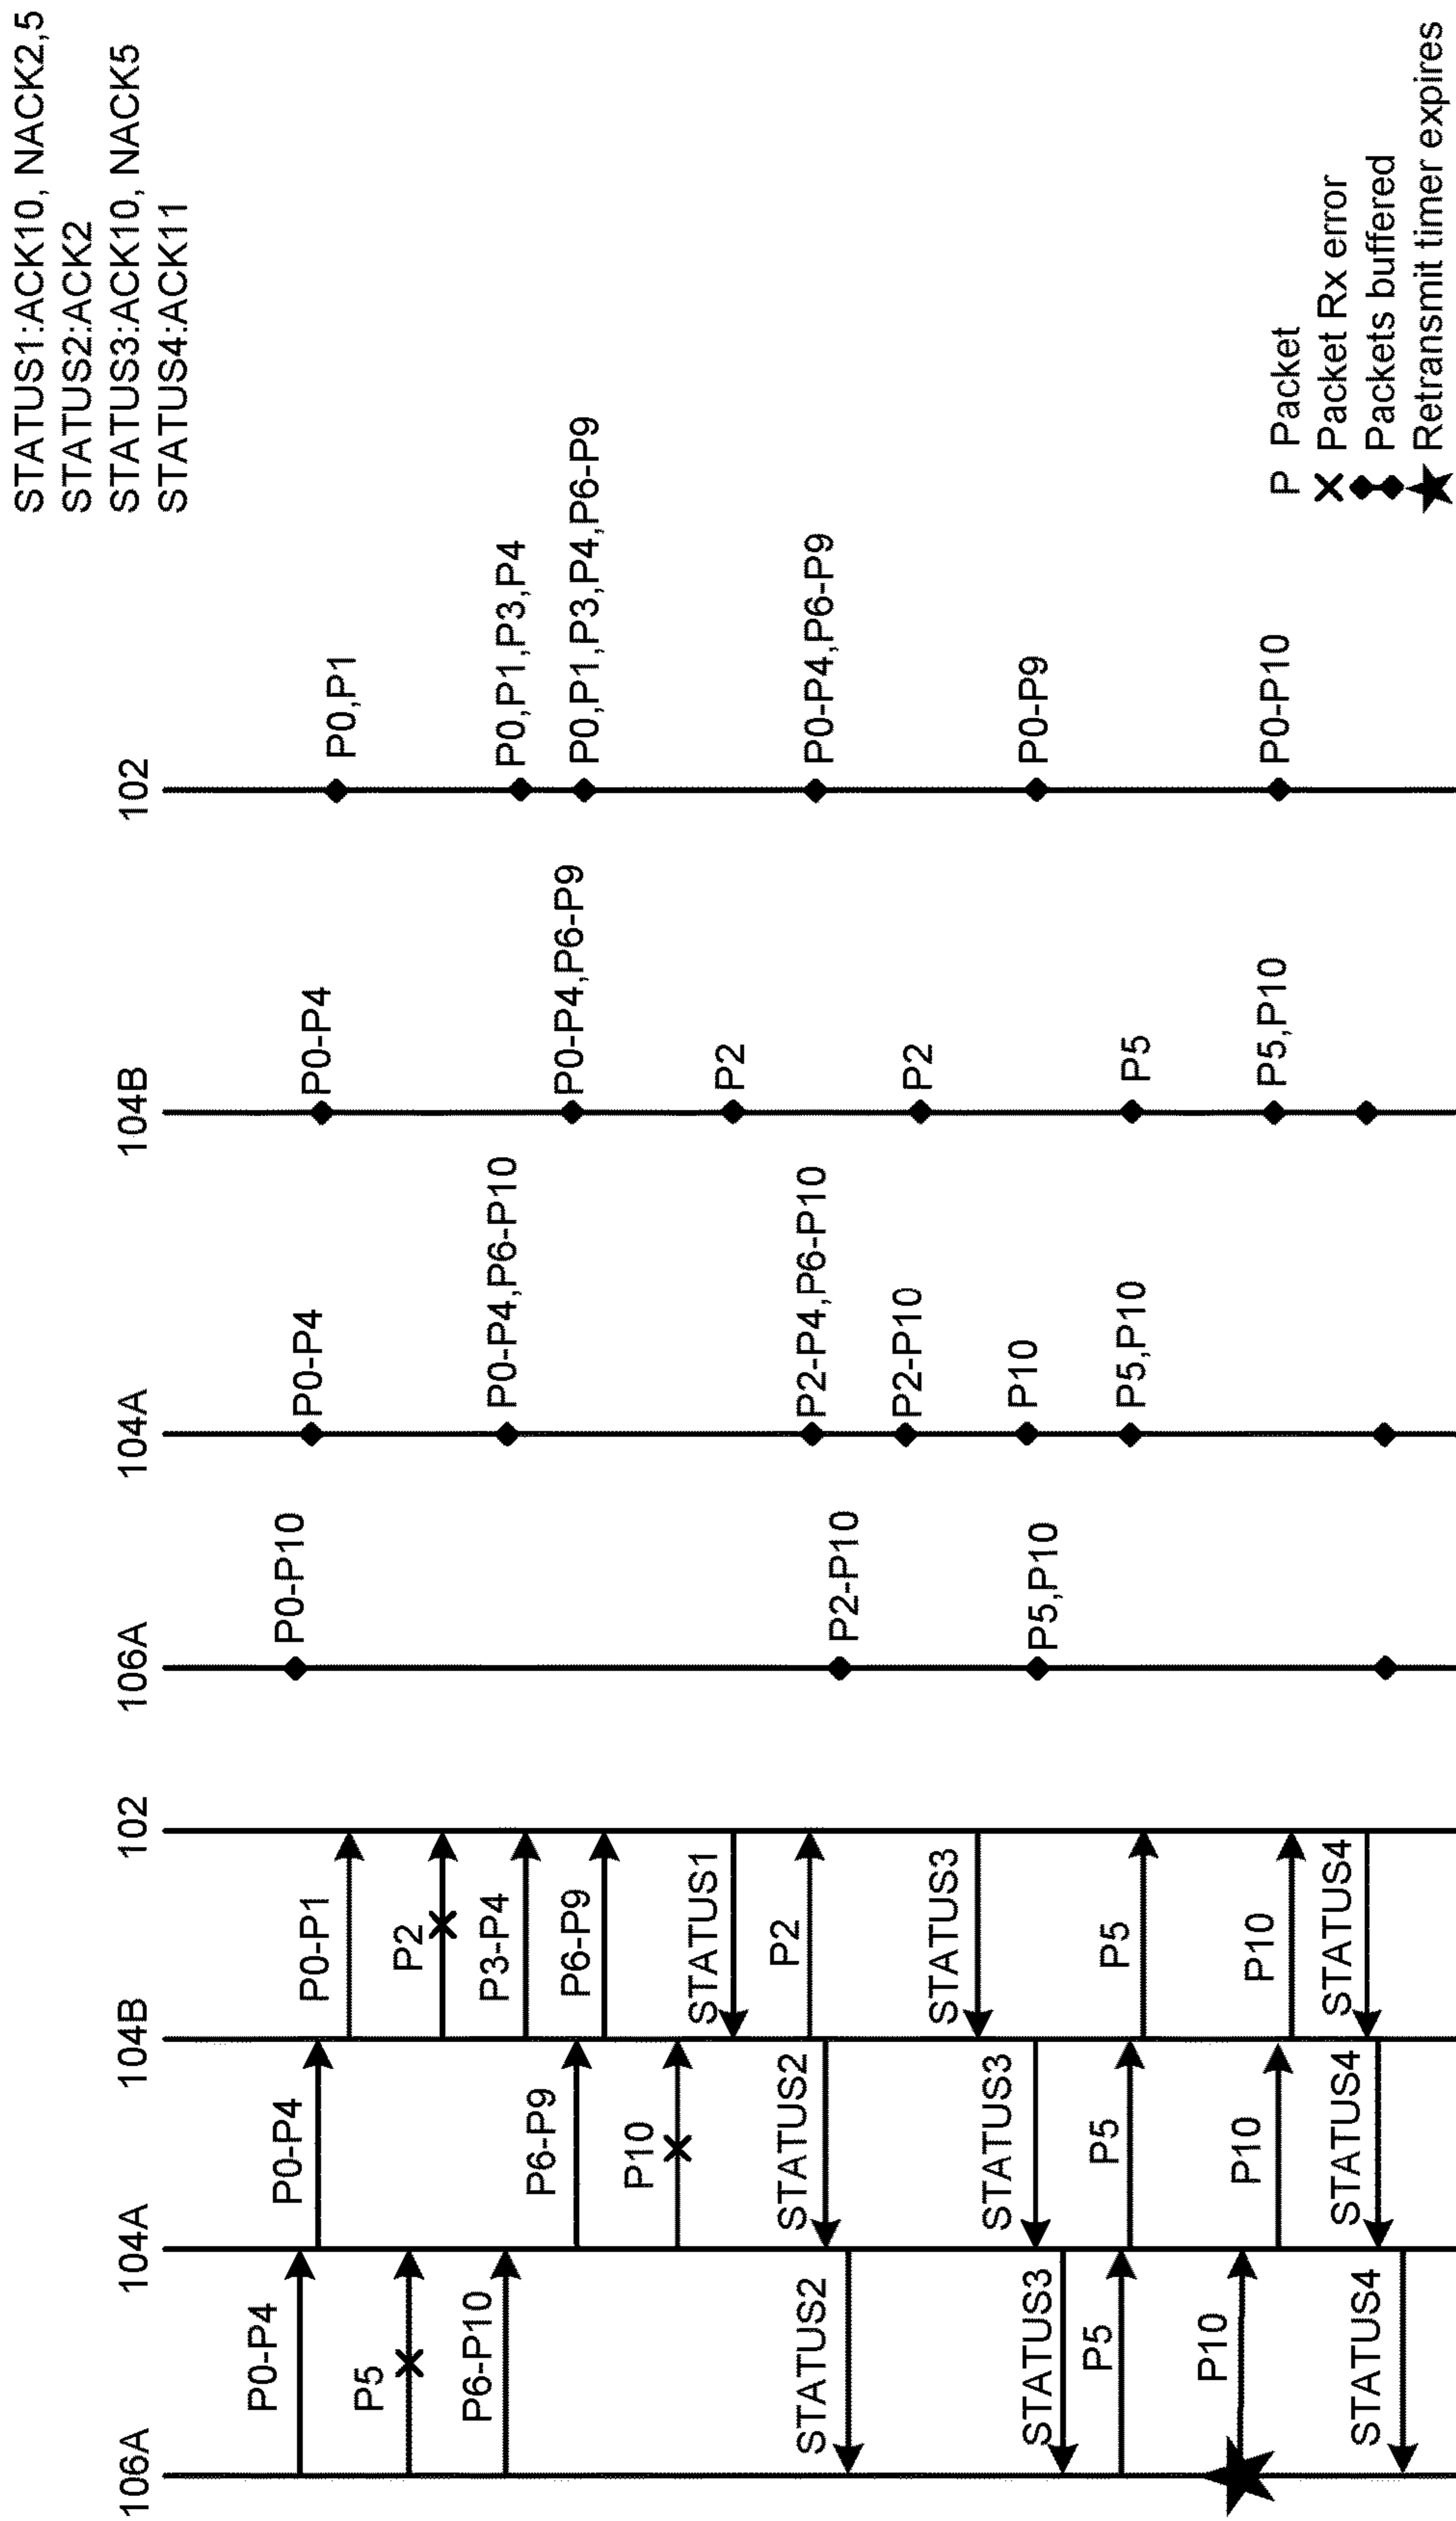 STATUS1:ACK10, NACK2,5
STATUS2:ACK2
STATUS3:ACK10, NACK5
STATUS4:ACK11
106A
104A
104B
102
106A
104A
104B
102
P0-P4
P5
P6-P10
STATUS2
STATUS3
P5
P10
STATUS4
P0-P4
P6-P9
P10
STATUS2
STATUS3
P5
P10
STATUS4
P0-P1
P2
P3-P4
P6-P9
STATUS1
P2
STATUS3
P5
P10
STATUS4
P0-P10
P2-P10
P5,P10
P0-P4
P0-P4,P6-P10
P2-P4,P6-P10
P2-P10
P10
P5,P10
P0-P4
P0-P4,P6-P9
P2
P2
P5
P5,P10
P0,P1
P0,P1,P3,P4
P0,P1,P3,P4,P6-P9
P0-P4,P6-P9
P0-P9
P0-P10
P Packet
Packet Rx error
Packets buffered
Retransmit timer expires